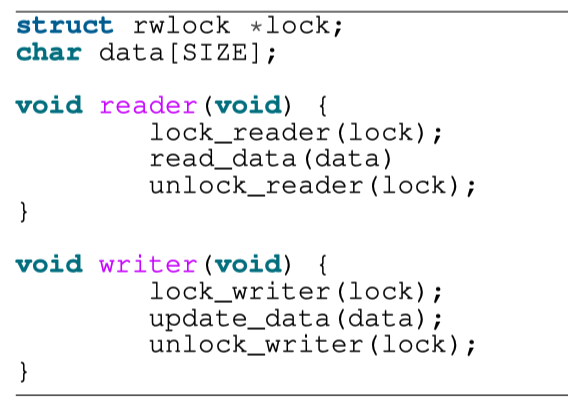 struct rwlock *lock;
char data[SIZE];
void reader(void) {
        lock_reader(lock);
        read_data(data)
        unlock_reader(lock);
}
void writer(void) {
        lock_writer(lock);
        update_data(data);
        unlock_writer(lock);
}